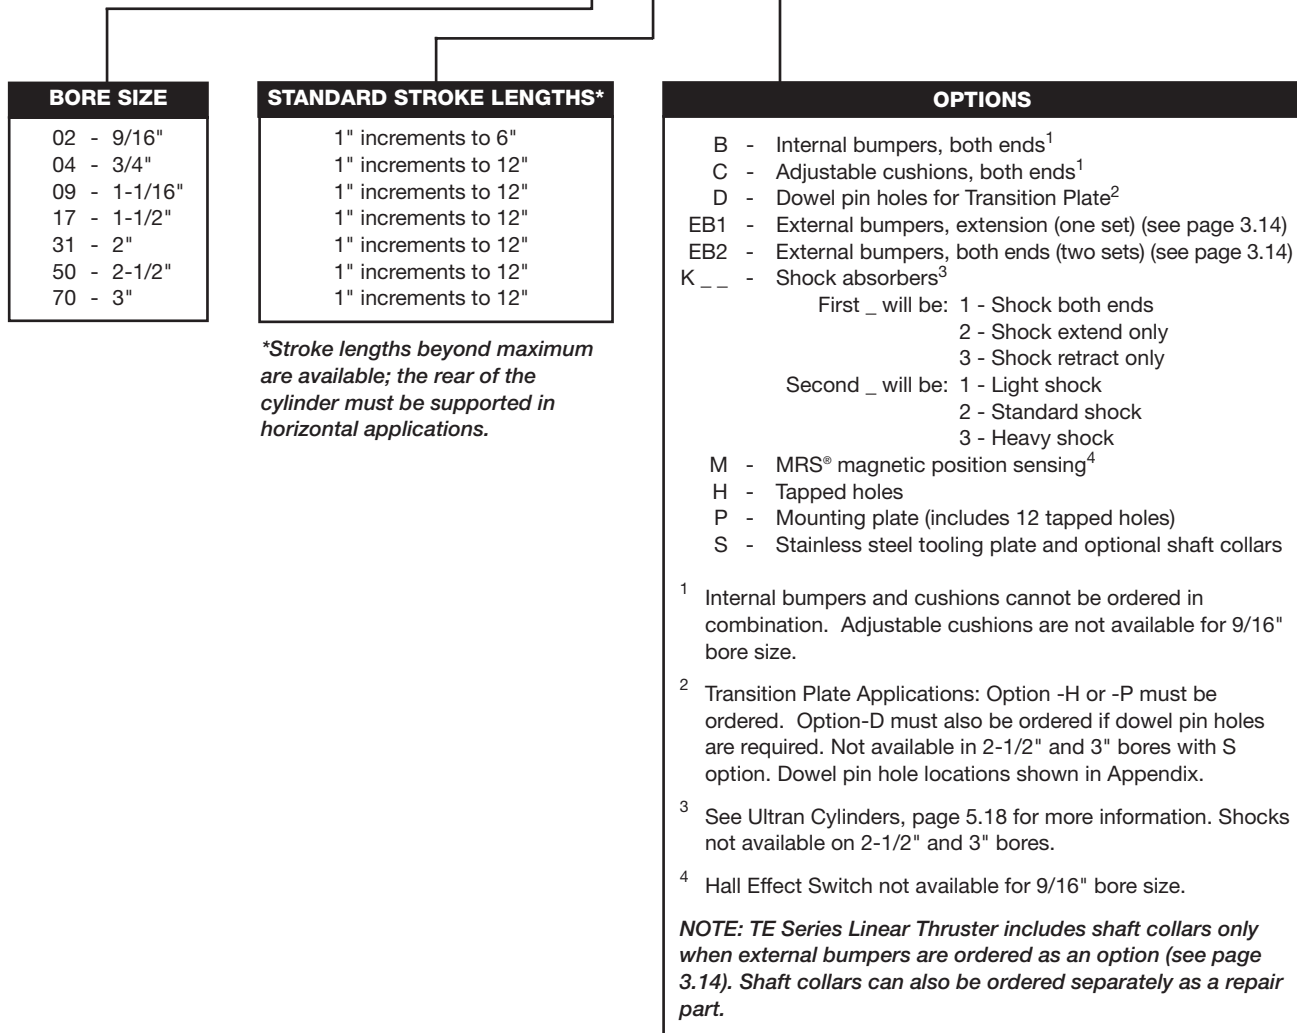 BORE SIZE
02 - 9/16"
04 - 3/4"
09 - 1-1/16"
17 - 1-1/2"
31 - 2"
50 - 2-1/2"
70 - 3"
STANDARD STROKE LENGTHS*
1" increments to 6"
1" increments to 12"
1" increments to 12"
1" increments to 12"
1" increments to 12"
1" increments to 12"
1" increments to 12"
*Stroke lengths beyond maximum
are available; the rear of the
cylinder must be supported in
horizontal applications.
OPTIONS
B - Internal bumpers, both ends1
C - Adjustable cushions, both ends1
D - Dowel pin holes for Transition Plate2
EB1 - External bumpers, extension (one set) (see page 3.14)
EB2 - External bumpers, both ends (two sets) (see page 3.14)
K _ _ - Shock absorbers3
First _ will be: 1 - Shock both ends
2 - Shock extend only
3 - Shock retract only
Second _ will be: 1 - Light shock
2 - Standard shock
3 - Heavy shock
M - MRS® magnetic position sensing4
H - Tapped holes
P - Mounting plate (includes 12 tapped holes)
S - Stainless steel tooling plate and optional shaft collars
1 Internal bumpers and cushions cannot be ordered in
combination. Adjustable cushions are not available for 9/16"
bore size.
2 Transition Plate Applications: Option -H or -P must be
ordered. Option-D must also be ordered if dowel pin holes
are required. Not available in 2-1/2" and 3" bores with S
option. Dowel pin hole locations shown in Appendix.
3 See Ultran Cylinders, page 5.18 for more information. Shocks
not available on 2-1/2" and 3" bores.
4 Hall Effect Switch not available for 9/16" bore size.
NOTE: TE Series Linear Thruster includes shaft collars only
when external bumpers are ordered as an option (see page
3.14). Shaft collars can also be ordered separately as a repair
part.